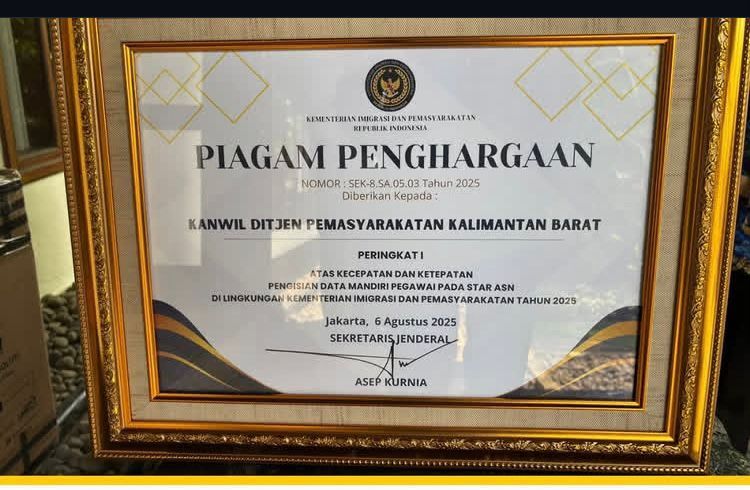 KEMENTERIAN IMIGRASI DAN PEMASYARAKATAN
REPUBLIK INDONESIA
PIAGAM PENGHARGAAN
NOMOR : SEK-8.SA.05.03 Tahun 2025
Diberikan Kepada :
KANWIL DITJEN PEMASYARAKATAN KALIMANTAN BARAT
PERINGKAT I
ATAS KECEPATAN DAN KETEPATAN
PENGISIAN DATA MANDIRI PEGAWAI PADA STAR ASN
DI LINGKUNGAN KEMENTERIAN IMIGRASI DAN PEMASYARAKATAN TAHUN 2025
Jakarta, 6 Agustus 2025
SEKRETARIS JENDERAL
ASEP KURNIA